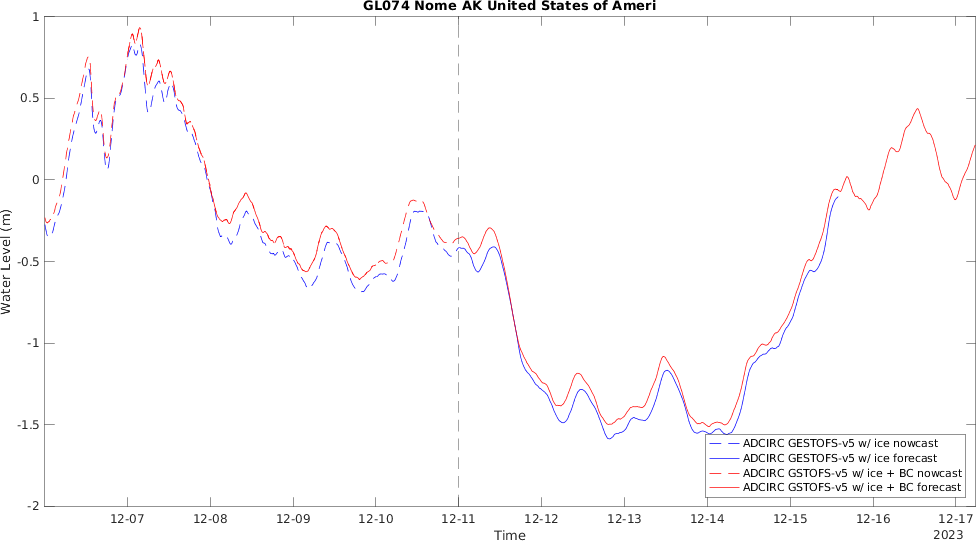 GL074 Nome AK United States of Ameri
1
0.5
0
-0.5
-1
-1.5
-2
Water Level (m)
12-07 12-08 12-09 12-10 12-11 12-12 12-13 12-14 12-15 12-16 12-17
Time
2023
ADCIRC GESTOFS-v5 w/ ice nowcast
ADCIRC GESTOFS-v5 w/ ice forecast
ADCIRC GSTOFS-v5 w/ ice + BC nowcast
ADCIRC GSTOFS-v5 w/ ice + BC forecast